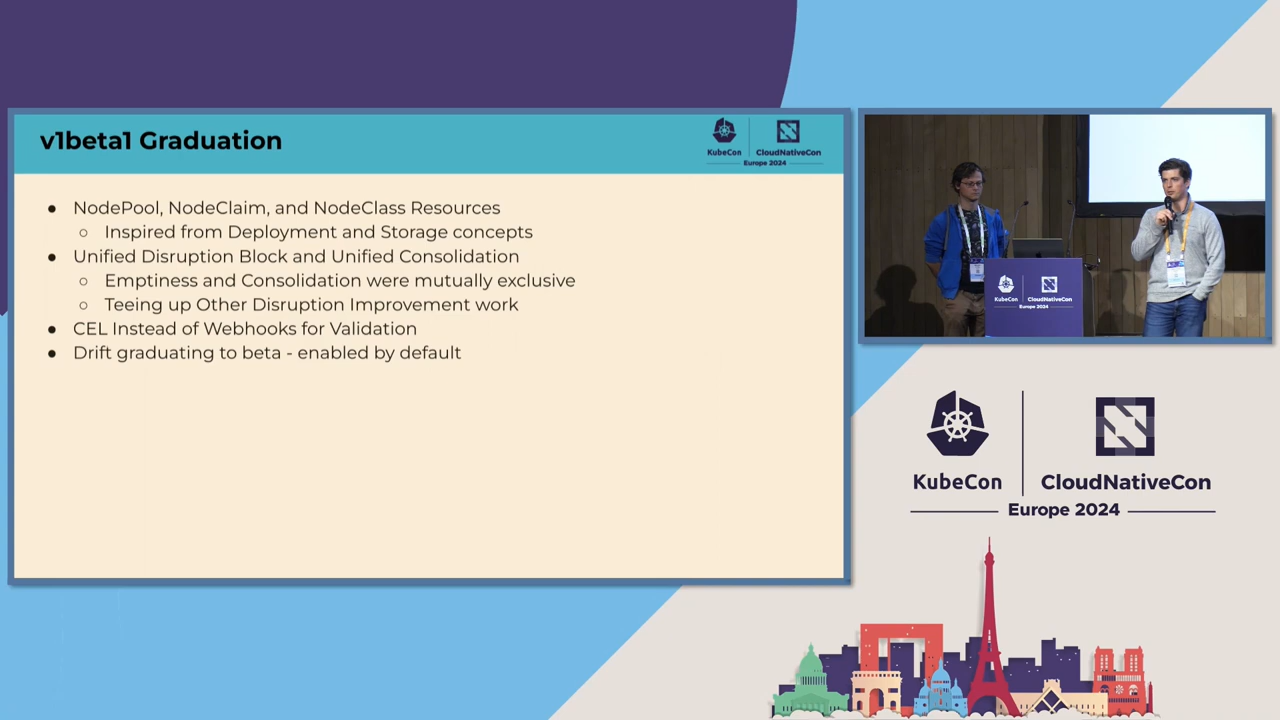 v1beta1 Graduation
KubeCon
CloudNativeCon
Europe 2024
● NodePool, NodeClaim, and NodeClass Resources
○ Inspired from Deployment and Storage concepts
● Unified Disruption Block and Unified Consolidation
○ Emptiness and Consolidation were mutually exclusive
○ Teeing up Other Disruption Improvement work
● CEL Instead of Webhooks for Validation
● Drift graduating to beta - enabled by default
KubeCon
CloudNativeCon
Europe 2024
KubeCon
CloudNativeCon
Europe 2024